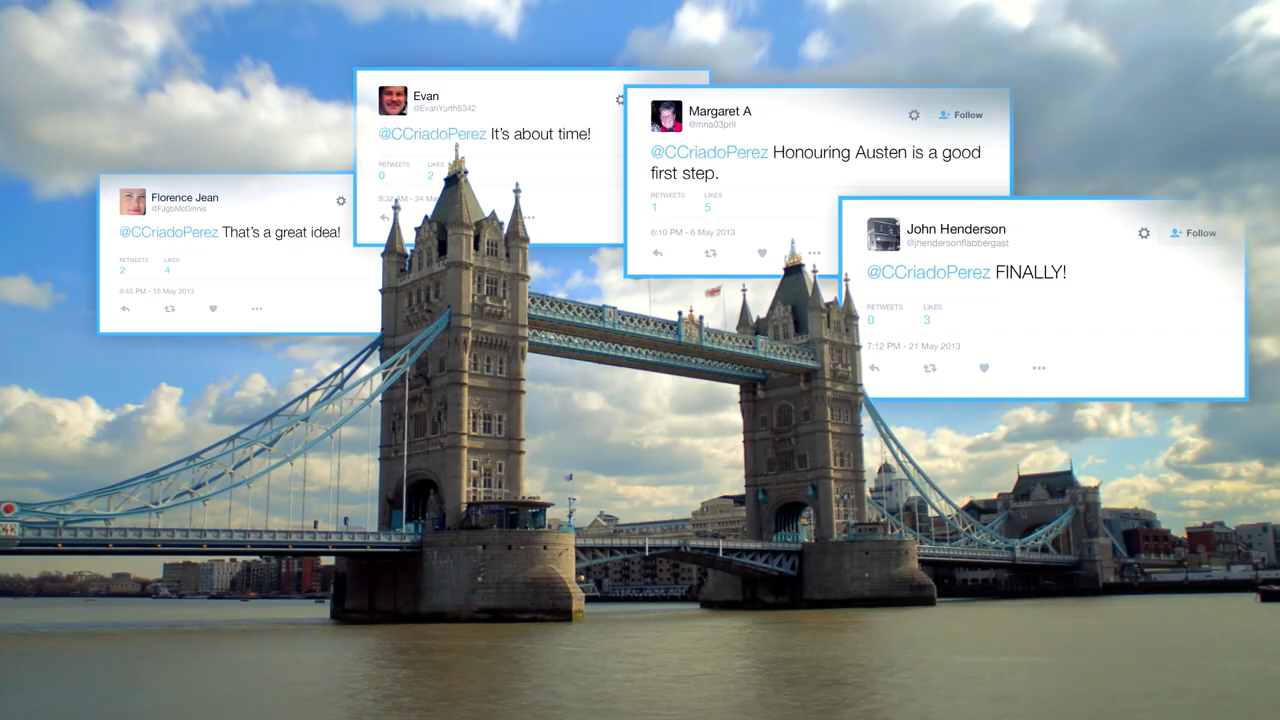 Evan
@EvanYurth5342
@CCriadoPerez It's about time!
RETWEETS LIKES
0 2
Margaret A
@mna03pril
Follow
@CCriadoPerez Honouring Austen is a good
first step.
RETWEETS LIKES
1 5
6:10 PM - 6 May 2013
Florence Jean
@FJgbMcGinnis
@CCriadoPerez That's a great idea!
RETWEETS LIKES
2 4
9:45 PM - 15 May 2013
John Henderson
@jhendersonflabbergast
Follow
@CCriadoPerez FINALLY!
RETWEETS LIKES
0 3
7:12 PM - 21 May 2013